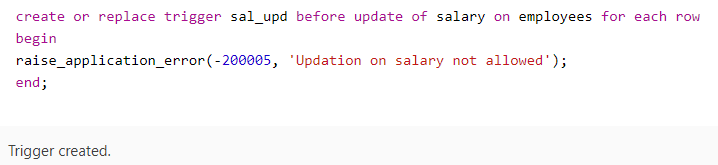 create or replace trigger sal_upd before update of salary on employees for each row
begin
raise_application_error(-200005, 'Updation on salary not allowed');
end;
Trigger created.